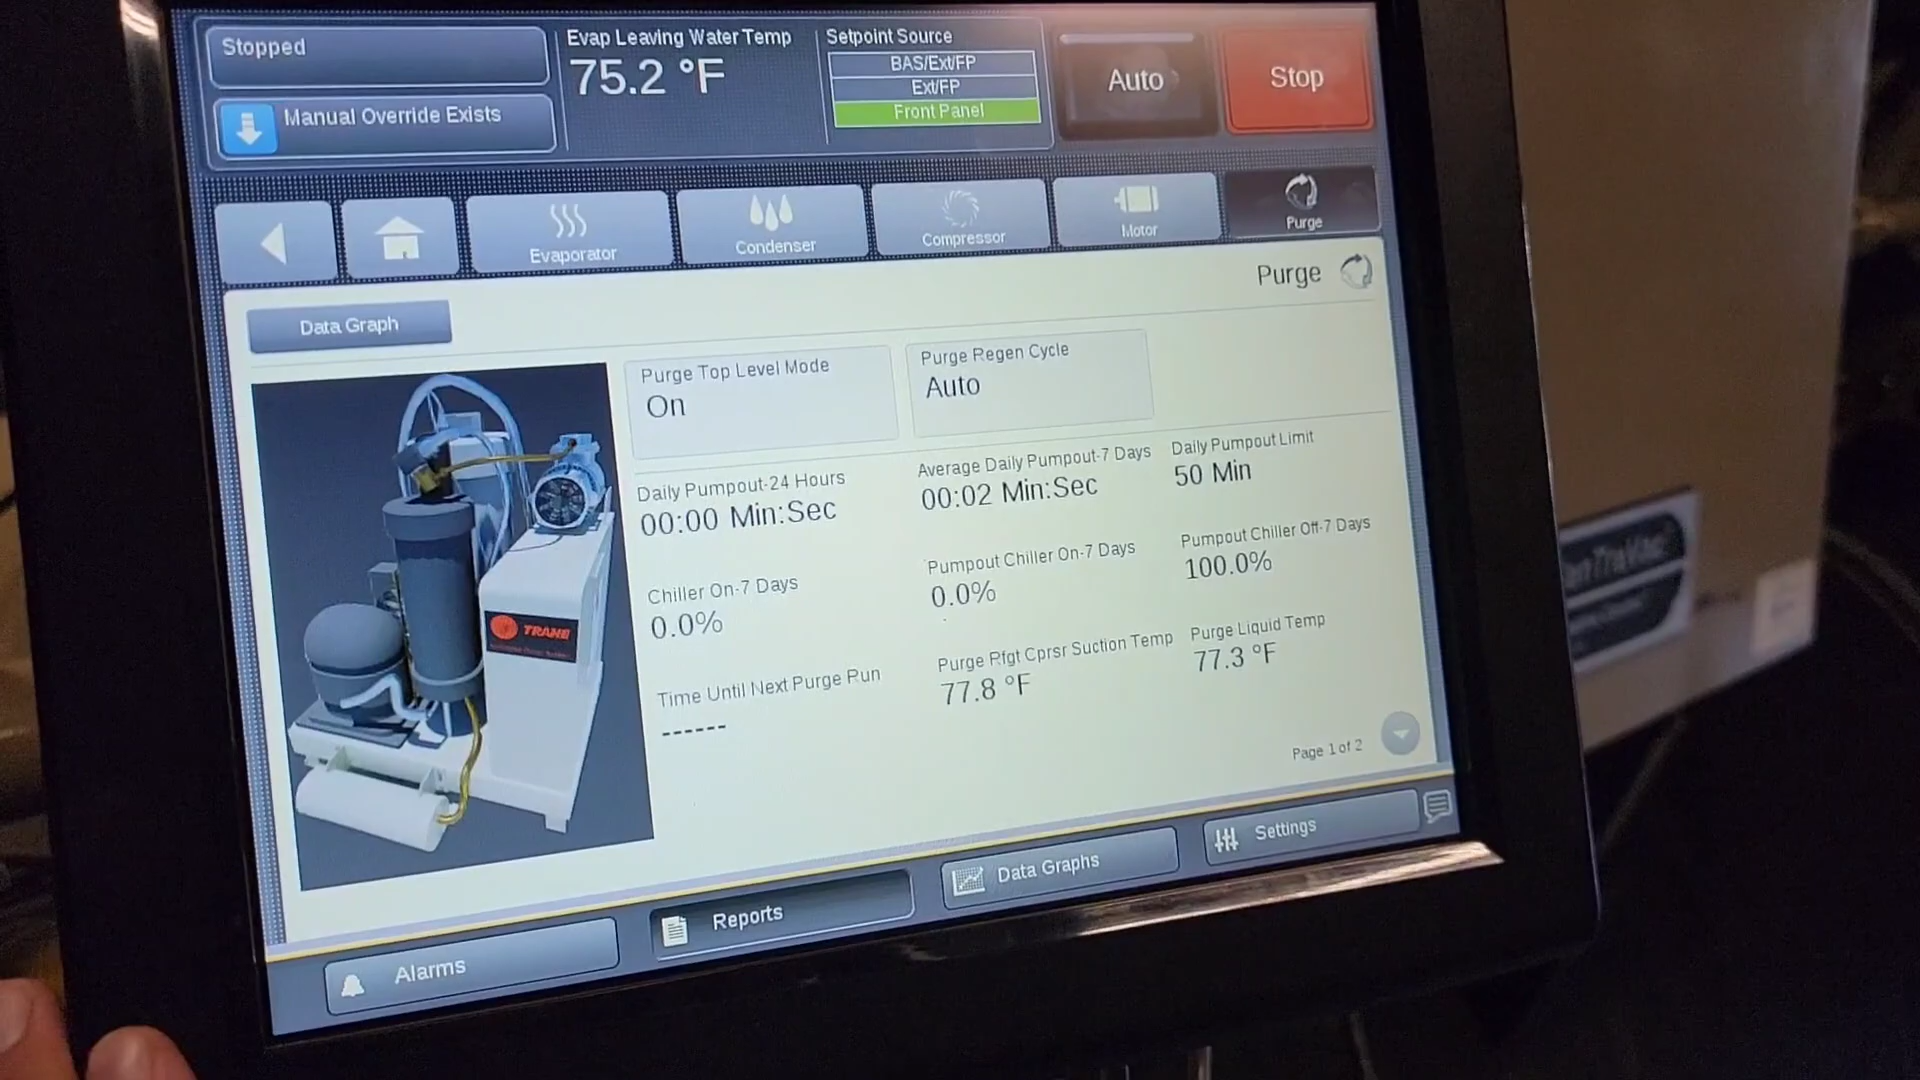 Stopped
Manual Override Exists
Evap Leaving Water Temp
75.2 °F
Setpoint Source
BAS/Ext/FP
Ext/FP
Front Panel
Auto
Stop
Evaporator
Condenser
Compressor
Motor
Purge
Purge
Data Graph
Purge Top Level Mode
On
Purge Regen Cycle
Auto
Daily Pumpout-24 Hours
00:00 Min:Sec
Average Daily Pumpout-7 Days
00:02 Min:Sec
Daily Pumpout Limit
50 Min
Chiller On-7 Days
0.0%
Pumpout Chiller On-7 Days
0.0%
Pumpout Chiller Off-7 Days
100.0%
Time Until Next Purge Run
------
Purge Rfgt Cprsr Suction Temp
77.8 °F
Purge Liquid Temp
77.3 °F
TRANE
Page 1 of 2
Alarms
Reports
Data Graphs
Settings